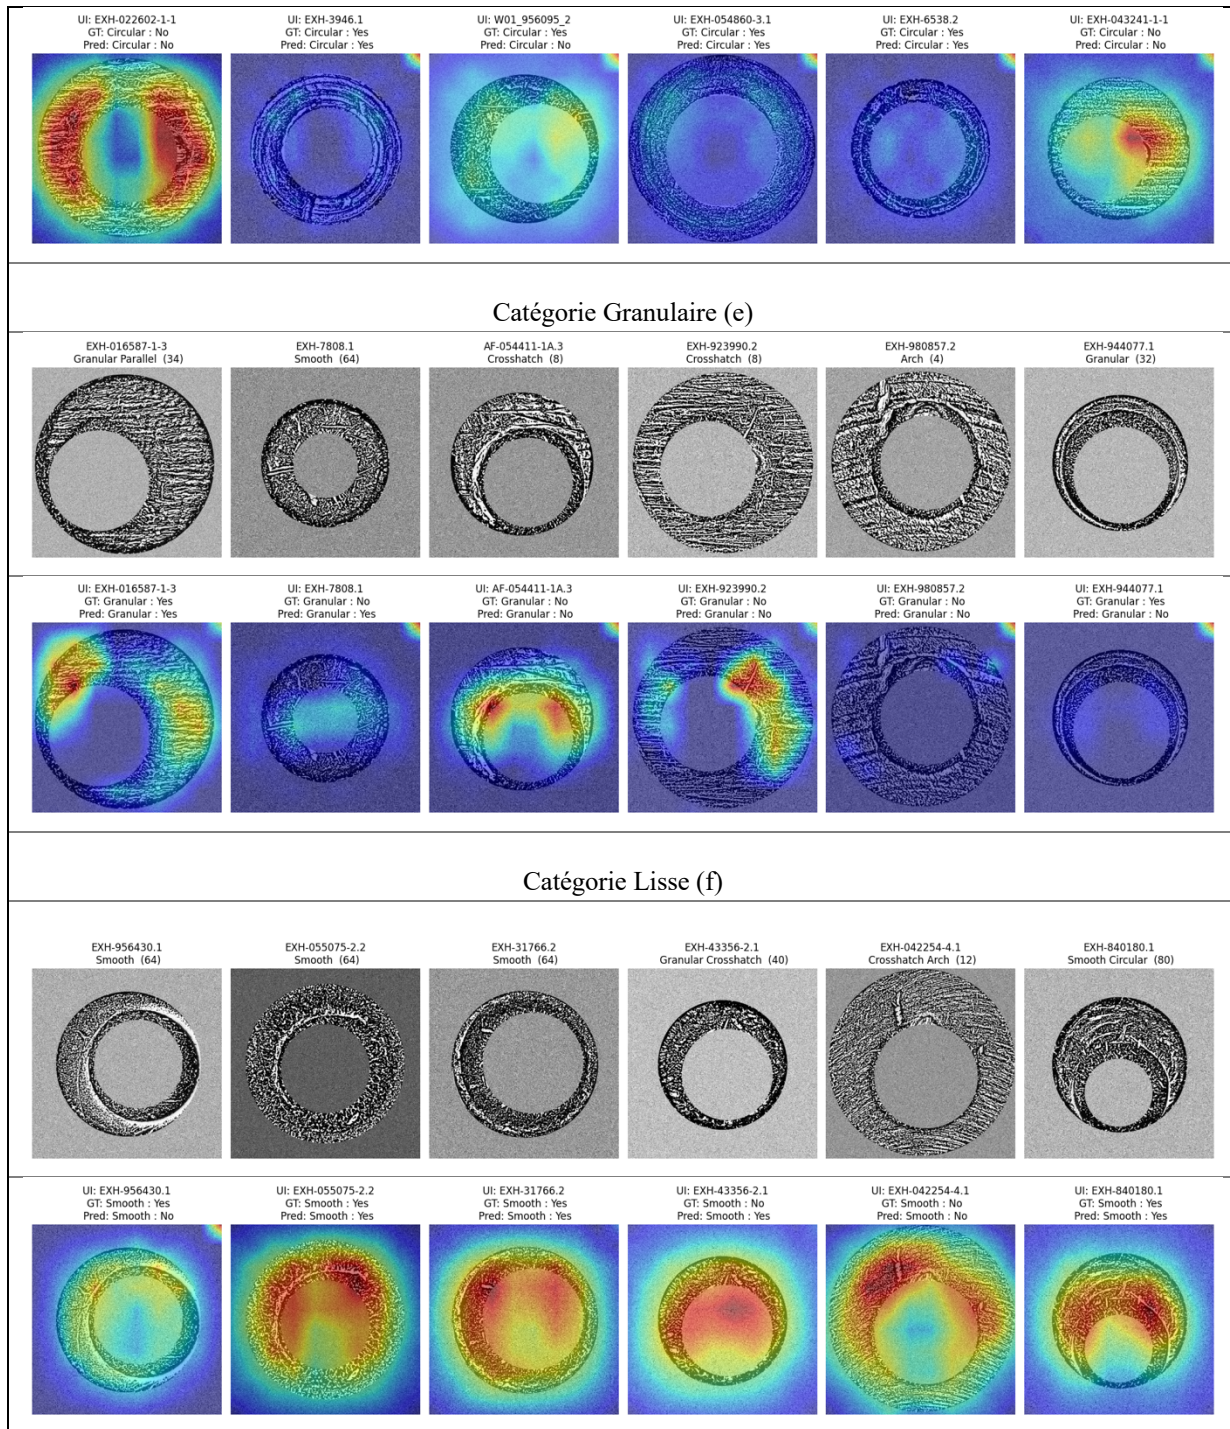 UI: EXH-022602-1-1
GT: Circular : No
Pred: Circular : No
UI: EXH-3946.1
GT: Circular : Yes
Pred: Circular : Yes
UI: W01_956095_2
GT: Circular : Yes
Pred: Circular : No
UI: EXH-054860-3.1
GT: Circular : Yes
Pred: Circular : Yes
UI: EXH-6538.2
GT: Circular : Yes
Pred: Circular : Yes
UI: EXH-043241-1-1
GT: Circular : No
Pred: Circular : No
Catégorie Granulaire (e)
EXH-016587-1-3
Granular Parallel (34)
EXH-7808.1
Smooth (64)
AF-054411-1A.3
Crosshatch (8)
EXH-923990.2
Crosshatch (8)
EXH-980857.2
Arch (4)
EXH-944077.1
Granular (32)
UI: EXH-016587-1-3
GT: Granular : Yes
Pred: Granular : Yes
UI: EXH-7808.1
GT: Granular : No
Pred: Granular : Yes
UI: AF-054411-1A.3
GT: Granular : No
Pred: Granular : No
UI: EXH-923990.2
GT: Granular : No
Pred: Granular : No
UI: EXH-980857.2
GT: Granular : No
Pred: Granular : No
UI: EXH-944077.1
GT: Granular : Yes
Pred: Granular : No
Catégorie Lisse (f)
EXH-956430.1
Smooth (64)
EXH-055075-2.2
Smooth (64)
EXH-31766.2
Smooth (64)
EXH-43356-2.1
Granular Crosshatch (40)
EXH-042254-4.1
Crosshatch Arch (12)
EXH-840180.1
Smooth Circular (80)
UI: EXH-956430.1
GT: Smooth : Yes
Pred: Smooth : No
UI: EXH-055075-2.2
GT: Smooth : Yes
Pred: Smooth : Yes
UI: EXH-31766.2
GT: Smooth : Yes
Pred: Smooth : Yes
UI: EXH-43356-2.1
GT: Smooth : No
Pred: Smooth : Yes
UI: EXH-042254-4.1
GT: Smooth : No
Pred: Smooth : No
UI: EXH-840180.1
GT: Smooth : Yes
Pred: Smooth : Yes